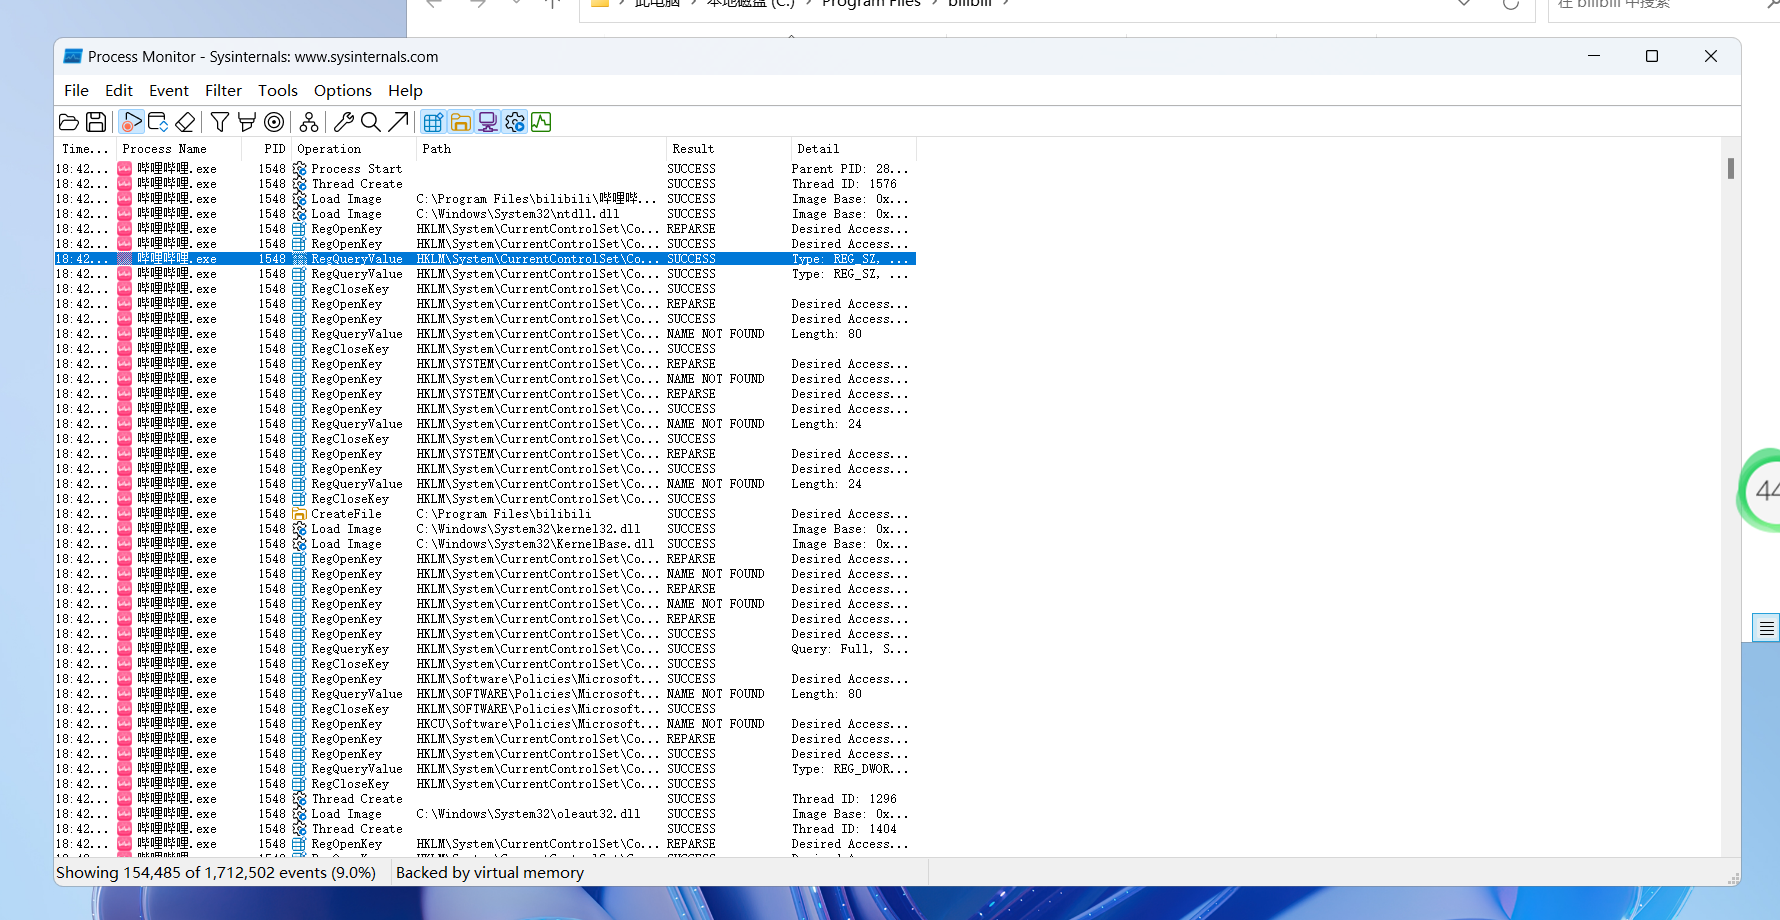 此电脑 › 本地磁盘 (C:) › Program Files › bilibili ›
在 bilibili 中搜索
Process Monitor - Sysinternals: www.sysinternals.com
File Edit Event Filter Tools Options Help
Time... Process Name PID Operation Path Result Detail
18:42... 哔哩哔哩.exe 1548 Process Start SUCCESS Parent PID: 28...
18:42... 哔哩哔哩.exe 1548 Thread Create SUCCESS Thread ID: 1576
18:42... 哔哩哔哩.exe 1548 Load Image C:\Program Files\bilibili\哔哩哔... SUCCESS Image Base: 0x...
18:42... 哔哩哔哩.exe 1548 Load Image C:\Windows\System32\ntdll.dll SUCCESS Image Base: 0x...
18:42... 哔哩哔哩.exe 1548 RegOpenKey HKLM\System\CurrentControlSet\Co... REPARSE Desired Access...
18:42... 哔哩哔哩.exe 1548 RegOpenKey HKLM\System\CurrentControlSet\Co... SUCCESS Desired Access...
18:42... 哔哩哔哩.exe 1548 RegQueryValue HKLM\System\CurrentControlSet\Co... SUCCESS Type: REG_SZ, ...
18:42... 哔哩哔哩.exe 1548 RegQueryValue HKLM\System\CurrentControlSet\Co... SUCCESS Type: REG_SZ, ...
18:42... 哔哩哔哩.exe 1548 RegCloseKey HKLM\System\CurrentControlSet\Co... SUCCESS
18:42... 哔哩哔哩.exe 1548 RegOpenKey HKLM\System\CurrentControlSet\Co... REPARSE Desired Access...
18:42... 哔哩哔哩.exe 1548 RegOpenKey HKLM\System\CurrentControlSet\Co... SUCCESS Desired Access...
18:42... 哔哩哔哩.exe 1548 RegQueryValue HKLM\System\CurrentControlSet\Co... NAME NOT FOUND Length: 80
18:42... 哔哩哔哩.exe 1548 RegCloseKey HKLM\System\CurrentControlSet\Co... SUCCESS
18:42... 哔哩哔哩.exe 1548 RegOpenKey HKLM\SYSTEM\CurrentControlSet\Co... REPARSE Desired Access...
18:42... 哔哩哔哩.exe 1548 RegOpenKey HKLM\System\CurrentControlSet\Co... NAME NOT FOUND Desired Access...
18:42... 哔哩哔哩.exe 1548 RegOpenKey HKLM\SYSTEM\CurrentControlSet\Co... REPARSE Desired Access...
18:42... 哔哩哔哩.exe 1548 RegOpenKey HKLM\System\CurrentControlSet\Co... SUCCESS Desired Access...
18:42... 哔哩哔哩.exe 1548 RegQueryValue HKLM\System\CurrentControlSet\Co... NAME NOT FOUND Length: 24
18:42... 哔哩哔哩.exe 1548 RegCloseKey HKLM\System\CurrentControlSet\Co... SUCCESS
18:42... 哔哩哔哩.exe 1548 RegOpenKey HKLM\SYSTEM\CurrentControlSet\Co... REPARSE Desired Access...
18:42... 哔哩哔哩.exe 1548 RegOpenKey HKLM\System\CurrentControlSet\Co... SUCCESS Desired Access...
18:42... 哔哩哔哩.exe 1548 RegQueryValue HKLM\System\CurrentControlSet\Co... NAME NOT FOUND Length: 24
18:42... 哔哩哔哩.exe 1548 RegCloseKey HKLM\System\CurrentControlSet\Co... SUCCESS
18:42... 哔哩哔哩.exe 1548 CreateFile C:\Program Files\bilibili SUCCESS Desired Access...
18:42... 哔哩哔哩.exe 1548 Load Image C:\Windows\System32\kernel32.dll SUCCESS Image Base: 0x...
18:42... 哔哩哔哩.exe 1548 Load Image C:\Windows\System32\KernelBase.dll SUCCESS Image Base: 0x...
18:42... 哔哩哔哩.exe 1548 RegOpenKey HKLM\System\CurrentControlSet\Co... REPARSE Desired Access...
18:42... 哔哩哔哩.exe 1548 RegOpenKey HKLM\System\CurrentControlSet\Co... NAME NOT FOUND Desired Access...
18:42... 哔哩哔哩.exe 1548 RegOpenKey HKLM\System\CurrentControlSet\Co... REPARSE Desired Access...
18:42... 哔哩哔哩.exe 1548 RegOpenKey HKLM\System\CurrentControlSet\Co... NAME NOT FOUND Desired Access...
18:42... 哔哩哔哩.exe 1548 RegOpenKey HKLM\System\CurrentControlSet\Co... REPARSE Desired Access...
18:42... 哔哩哔哩.exe 1548 RegOpenKey HKLM\System\CurrentControlSet\Co... SUCCESS Desired Access...
18:42... 哔哩哔哩.exe 1548 RegQueryKey HKLM\System\CurrentControlSet\Co... SUCCESS Query: Full, S...
18:42... 哔哩哔哩.exe 1548 RegCloseKey HKLM\System\CurrentControlSet\Co... SUCCESS
18:42... 哔哩哔哩.exe 1548 RegOpenKey HKLM\Software\Policies\Microsoft... SUCCESS Desired Access...
18:42... 哔哩哔哩.exe 1548 RegQueryValue HKLM\SOFTWARE\Policies\Microsoft... NAME NOT FOUND Length: 80
18:42... 哔哩哔哩.exe 1548 RegCloseKey HKLM\SOFTWARE\Policies\Microsoft... SUCCESS
18:42... 哔哩哔哩.exe 1548 RegOpenKey HKCU\Software\Policies\Microsoft... NAME NOT FOUND Desired Access...
18:42... 哔哩哔哩.exe 1548 RegOpenKey HKLM\System\CurrentControlSet\Co... REPARSE Desired Access...
18:42... 哔哩哔哩.exe 1548 RegOpenKey HKLM\System\CurrentControlSet\Co... SUCCESS Desired Access...
18:42... 哔哩哔哩.exe 1548 RegQueryValue HKLM\System\CurrentControlSet\Co... SUCCESS Type: REG_DWOR...
18:42... 哔哩哔哩.exe 1548 RegCloseKey HKLM\System\CurrentControlSet\Co... SUCCESS
18:42... 哔哩哔哩.exe 1548 Thread Create SUCCESS Thread ID: 1296
18:42... 哔哩哔哩.exe 1548 Load Image C:\Windows\System32\oleaut32.dll SUCCESS Image Base: 0x...
18:42... 哔哩哔哩.exe 1548 Thread Create SUCCESS Thread ID: 1404
18:42... 哔哩哔哩.exe 1548 RegOpenKey HKLM\System\CurrentControlSet\Co... REPARSE Desired Access...
Showing 154,485 of 1,712,502 events (9.0%) Backed by virtual memory
44